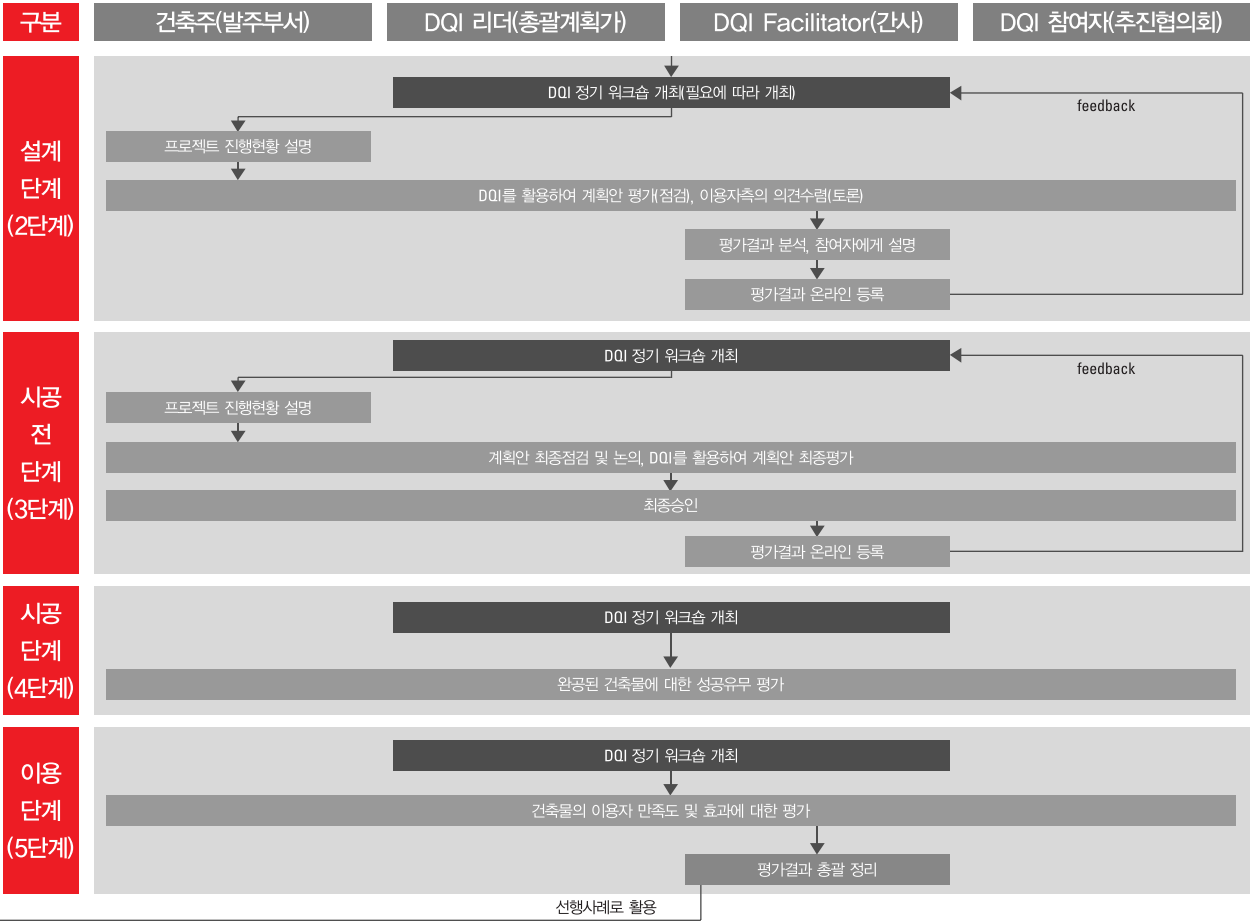 구분
건축주(발주부서)
DQI 리더(총괄계획가)
DQI Facilitator(간사)
DQI 참여자(추진협의회)
설계
단계
(2단계)
DQI 정기 워크숍 개최(필요에 따라 개최)
feedback
프로젝트 진행현황 설명
DQI를 활용하여 계획안 평가(점검), 이용자측의 의견수렴(토론)
평가결과 분석, 참여자에게 설명
평가결과 온라인 등록
시공
전
단계
(3단계)
DQI 정기 워크숍 개최
feedback
프로젝트 진행현황 설명
계획안 최종점검 및 논의, DQI를 활용하여 계획안 최종평가
최종승인
평가결과 온라인 등록
시공
단계
(4단계)
DQI 정기 워크숍 개최
완공된 건축물에 대한 성공유무 평가
이용
단계
(5단계)
DQI 정기 워크숍 개최
건축물의 이용자 만족도 및 효과에 대한 평가
평가결과 총괄 정리
선행사례로 활용